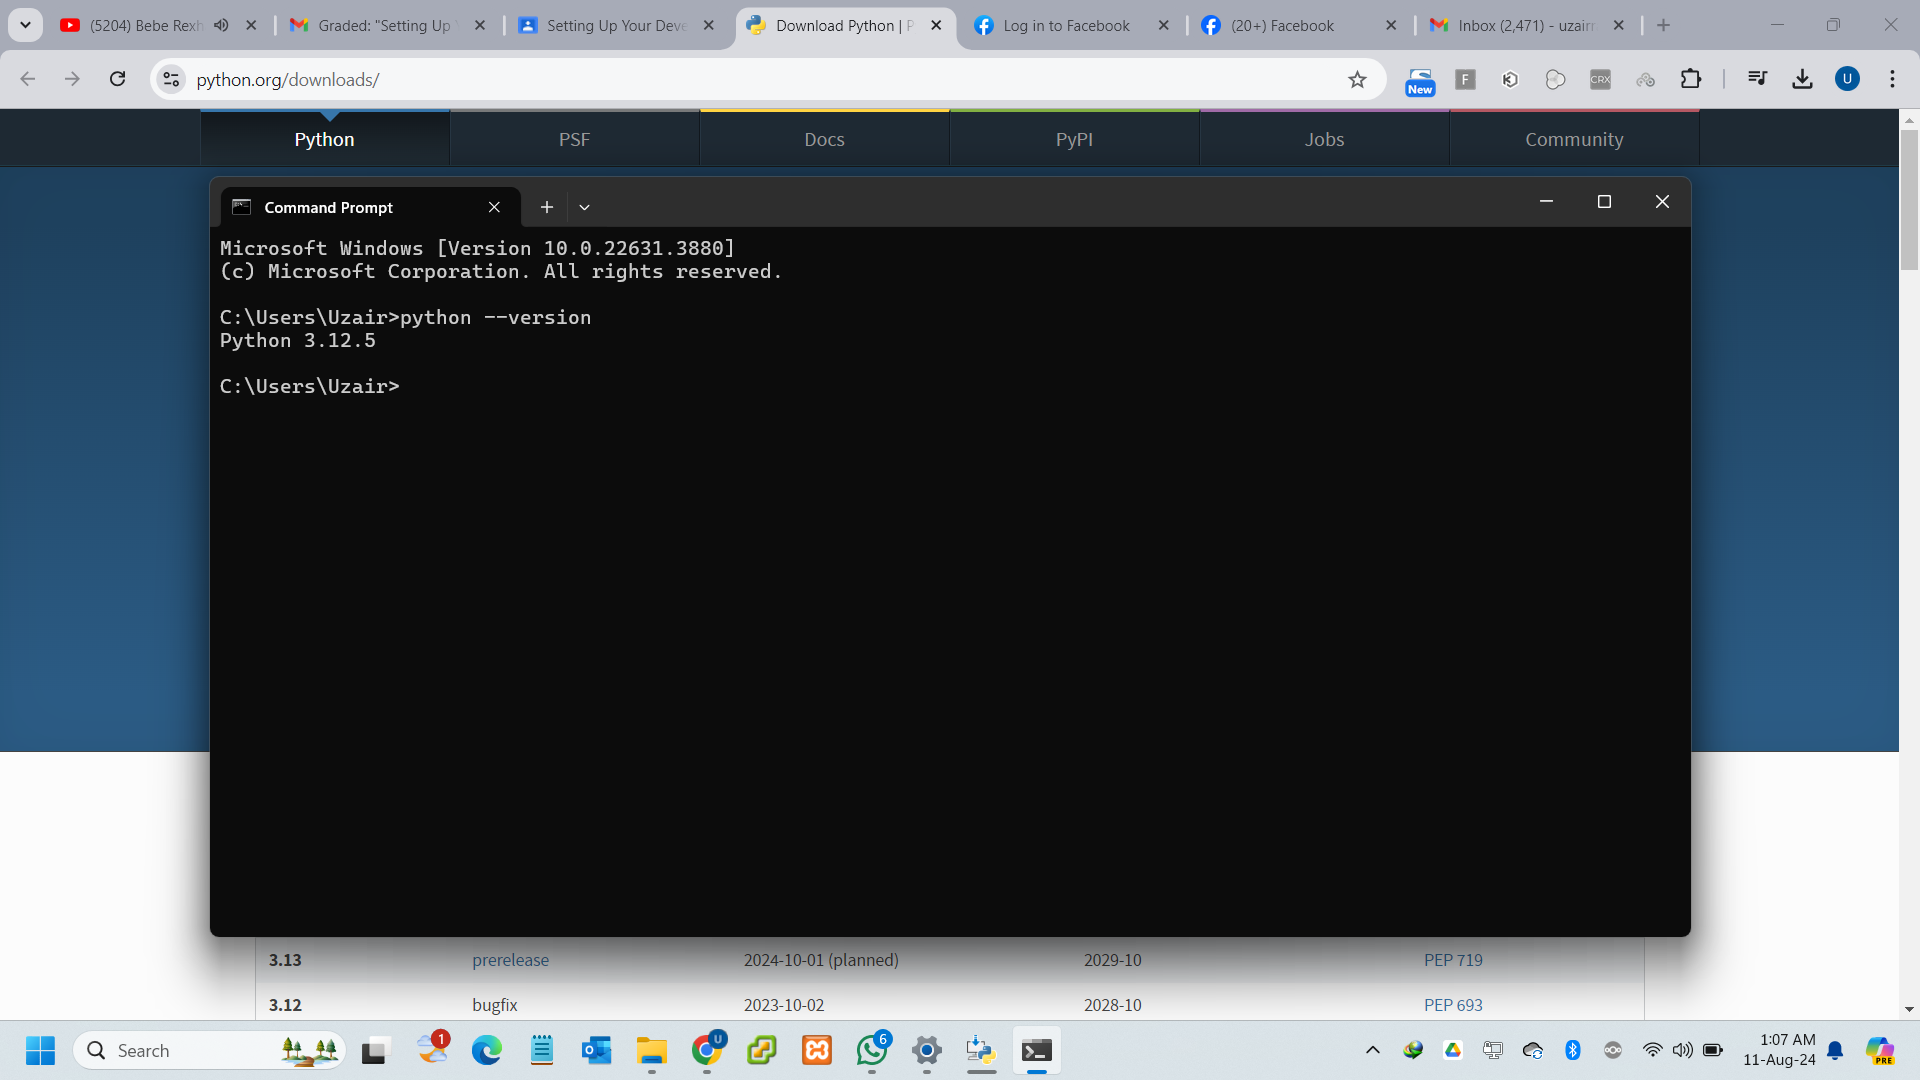 (5204) Bebe Rexh
Graded: "Setting Up
Setting Up Your Deve
Download Python | P
Log in to Facebook
(20+) Facebook
Inbox (2,471) - uzairr
python.org/downloads/
New
F
CRX
U
Python
PSF
Docs
PyPI
Jobs
Community
Command Prompt
Microsoft Windows [Version 10.0.22631.3880]
(c) Microsoft Corporation. All rights reserved.
C:\Users\Uzair>python --version
Python 3.12.5
C:\Users\Uzair>
3.13 prerelease 2024-10-01 (planned) 2029-10 PEP 719
3.12 bugfix 2023-10-02 2028-10 PEP 693
Search
1
U
6
1:07 AM
11-Aug-24
PRE